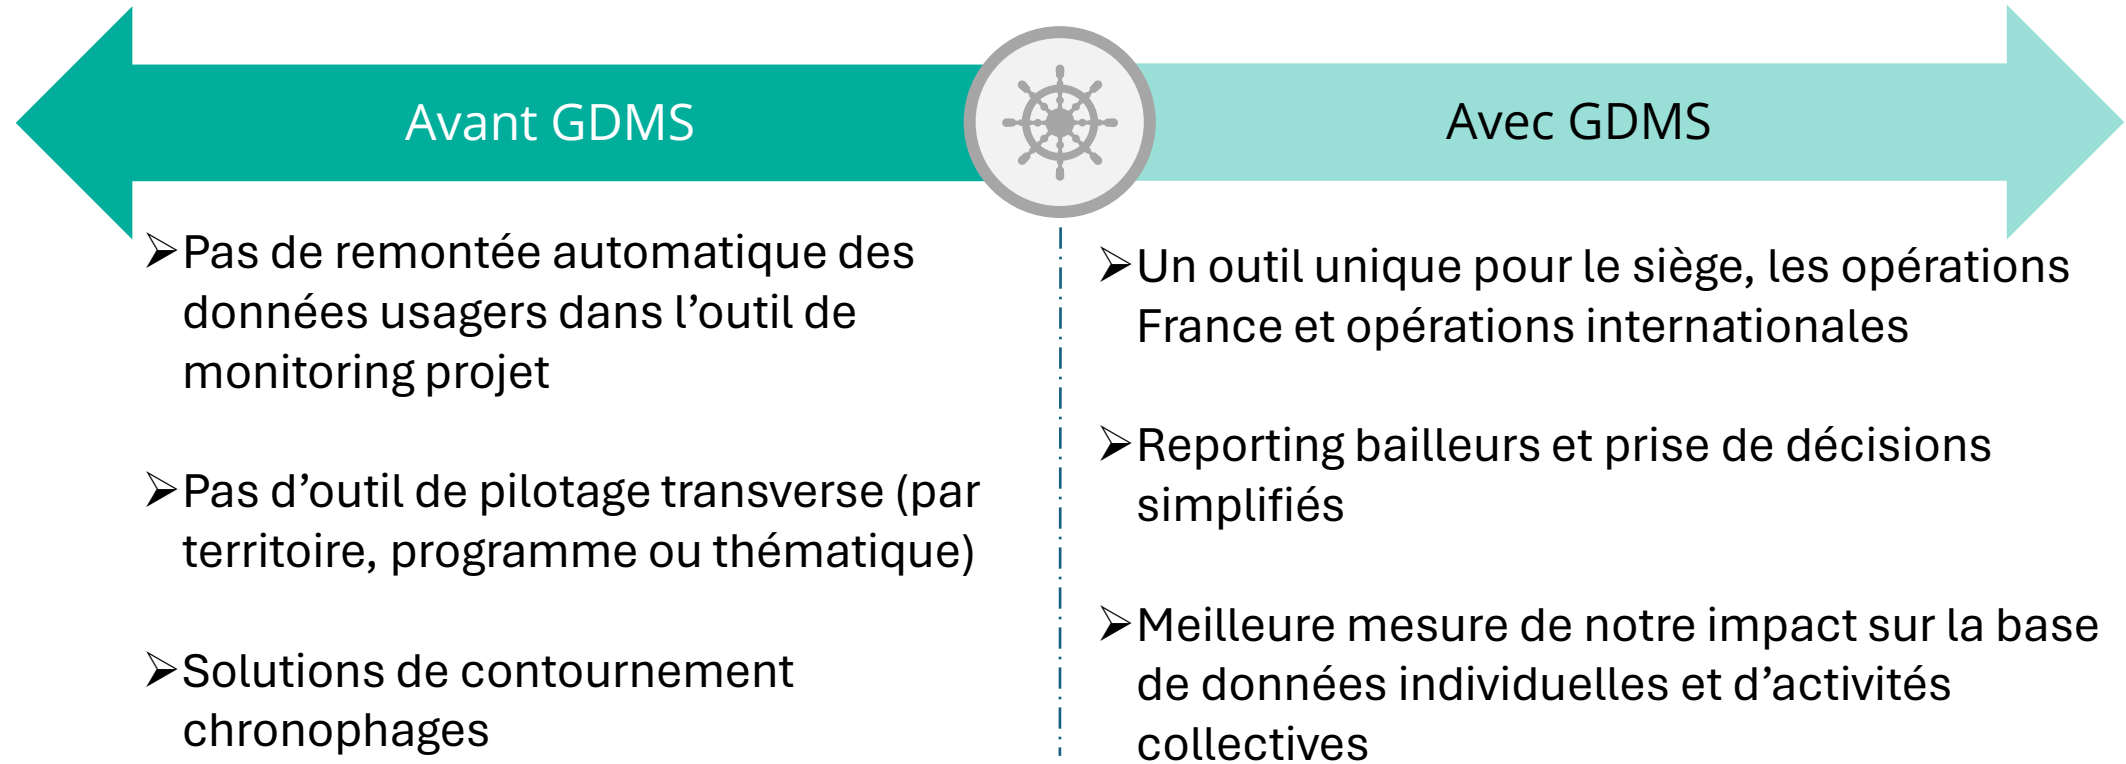 Avant GDMS
➢Pas de remontée automatique des
données usagers dans l’outil de
monitoring projet
➢Pas d’outil de pilotage transverse (par
territoire, programme ou thématique)
➢Solutions de contournement
chronophages
Avec GDMS
➢Un outil unique pour le siège, les opérations
France et opérations internationales
➢Reporting bailleurs et prise de décisions
simplifiés
➢Meilleure mesure de notre impact sur la base
de données individuelles et d’activités
collectives